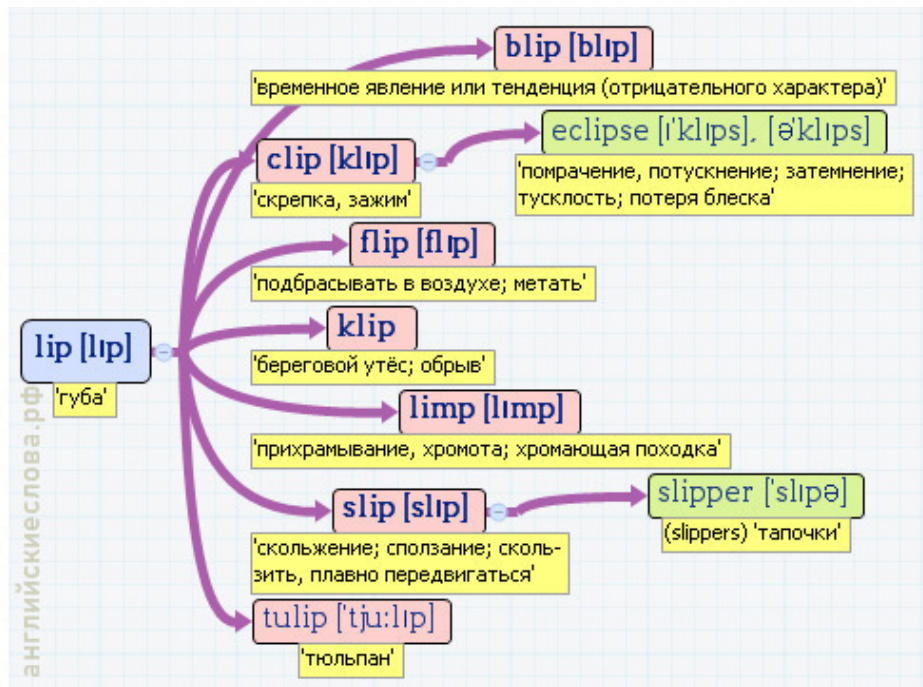 blip [blɪp]
'временное явление или тенденция (отрицательного характера)'
clip [klɪp]
'скрепка, зажим'
eclipse [ɪ'klɪps], [ə'klɪps]
'помрачение, потускнение; затемнение;
тусклость; потеря блеска'
flip [flɪp]
'подбрасывать в воздухе; метать'
klip
'береговой утёс; обрыв'
lip [lɪp]
'губа'
limp [lɪmp]
'прихрамывание, хромота; хромающая походка'
slip [slɪp]
'скольжение; сползание; сколь-
зить, плавно передвигаться'
slipper ['slɪpə]
(slippers) 'тапочки'
tulip ['tju:lɪp]
'тюльпан'
английскиеслова.рф